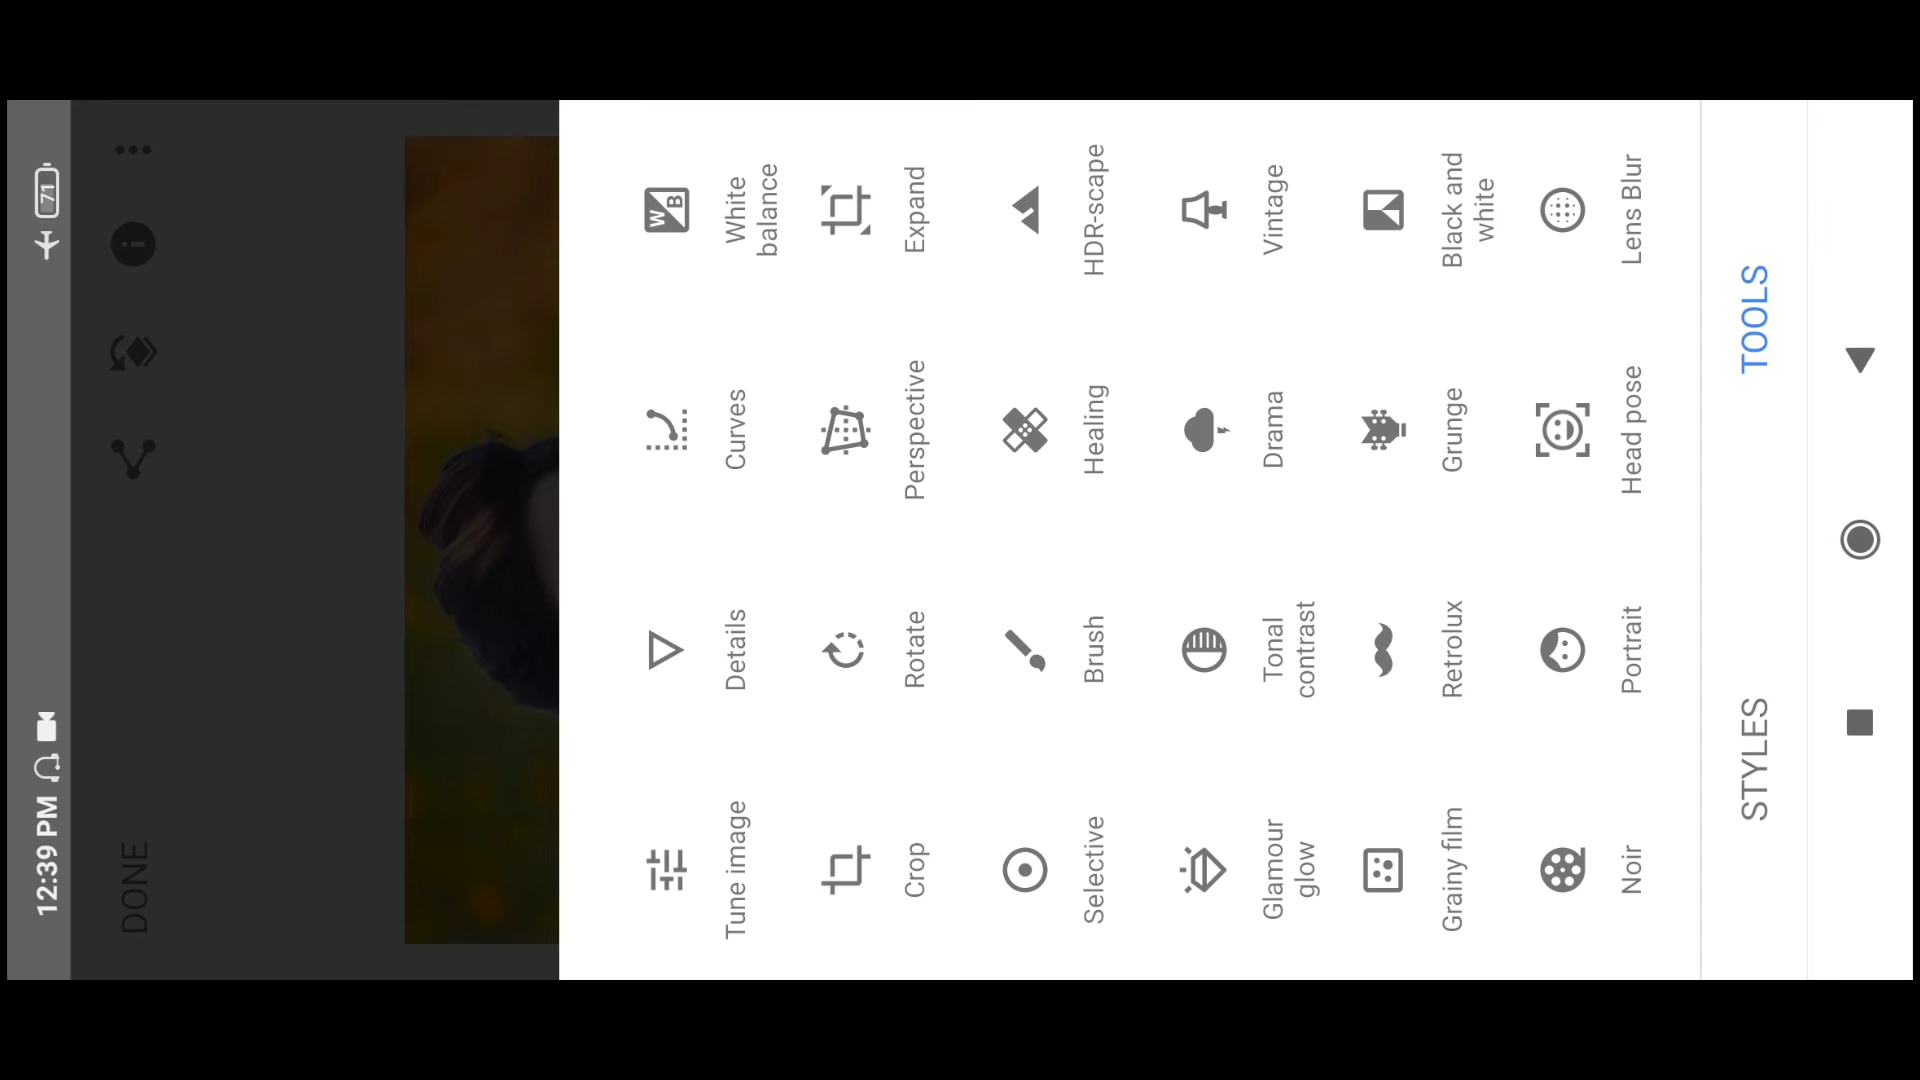 12:39 PM
71
DONE
Tune image
Details
Curves
White
balance
Crop
Rotate
Perspective
Expand
Selective
Brush
Healing
HDR-scape
Glamour
glow
Tonal
contrast
Drama
Vintage
Grainy film
Retrolux
Grunge
Black and
white
Noir
Portrait
Head pose
Lens Blur
STYLES
TOOLS